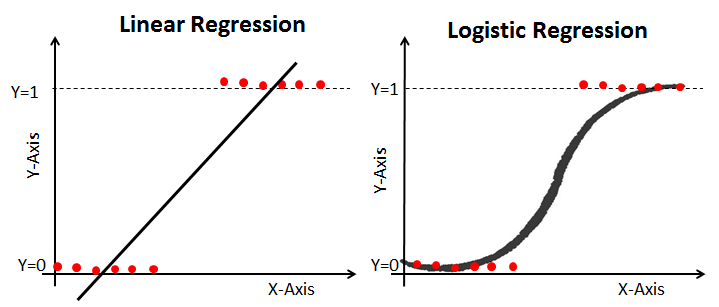 Linear Regression
Y=1
Y-Axis
Y=0
X-Axis
Logistic Regression
Y=1
Y-Axis
Y=0
X-Axis